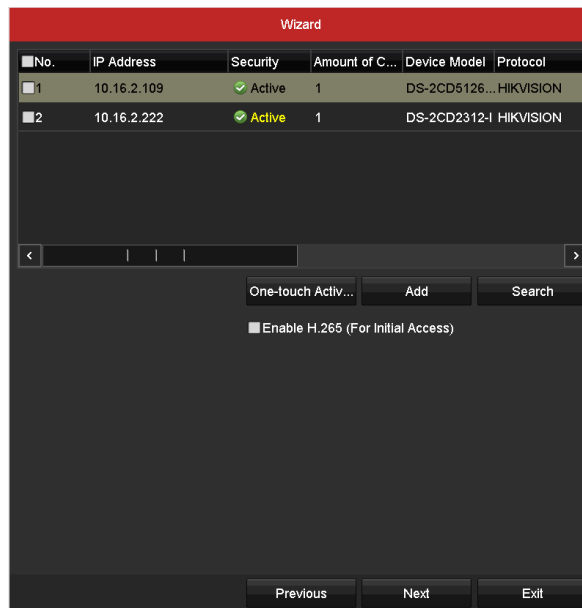 Wizard
No. IP Address Security Amount of C... Device Model Protocol
1 10.16.2.109 Active 1 DS-2CD5126... HIKVISION
2 10.16.2.222 Active 1 DS-2CD2312-I HIKVISION
One-touch Activ... Add Search
Enable H.265 (For Initial Access)
Previous Next Exit